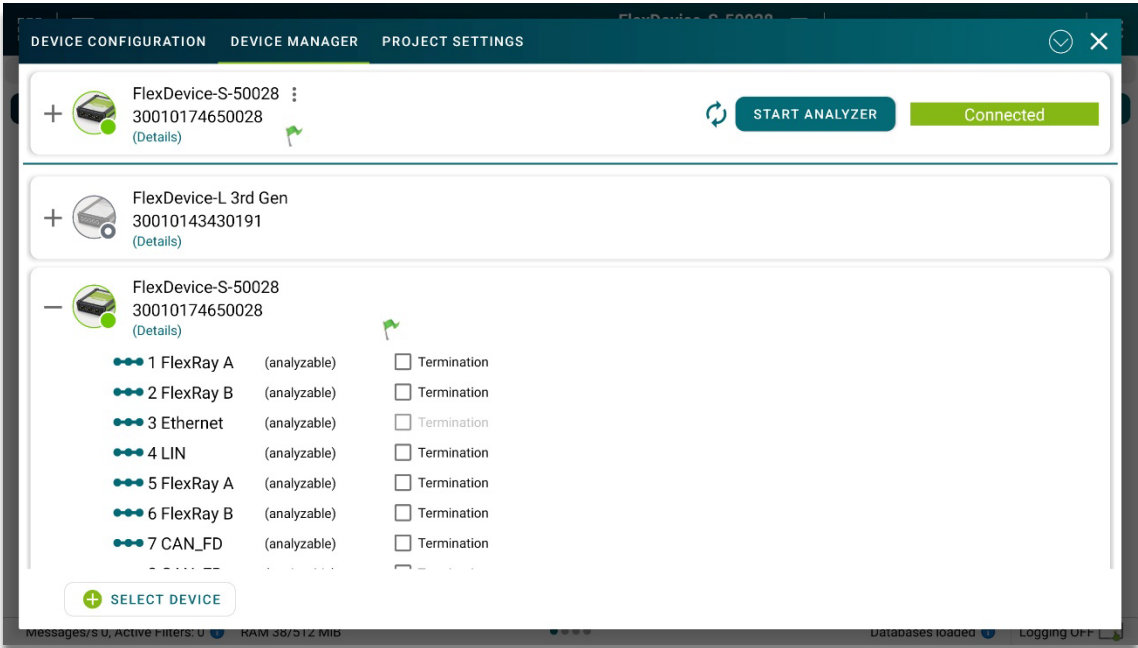 DEVICE CONFIGURATION DEVICE MANAGER PROJECT SETTINGS
FlexDevice-S-50028
30010174650028
(Details)
START ANALYZER
Connected
FlexDevice-L 3rd Gen
30010143430191
(Details)
FlexDevice-S-50028
30010174650028
(Details)
1 FlexRay A (analyzable) Termination
2 FlexRay B (analyzable) Termination
3 Ethernet (analyzable) Termination
4 LIN (analyzable) Termination
5 FlexRay A (analyzable) Termination
6 FlexRay B (analyzable) Termination
7 CAN_FD (analyzable) Termination
SELECT DEVICE
Messages/s 0, Active Filters: 0 RAM 38/512 MiB Databases loaded Logging OFF